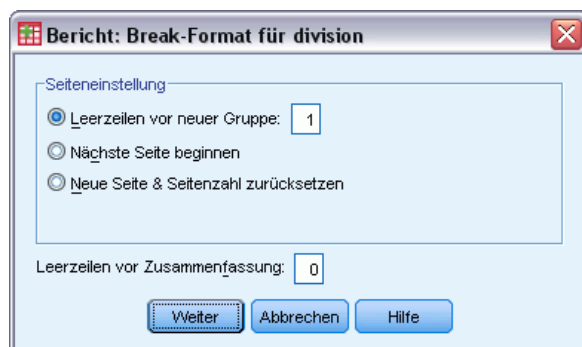 Bericht: Break-Format für division
Seiteneinstellung
Leerzeilen vor neuer Gruppe: 1
Nächste Seite beginnen
Neue Seite & Seitenzahl zurücksetzen
Leerzeilen vor Zusammenfassung: 0
Weiter Abbrechen Hilfe